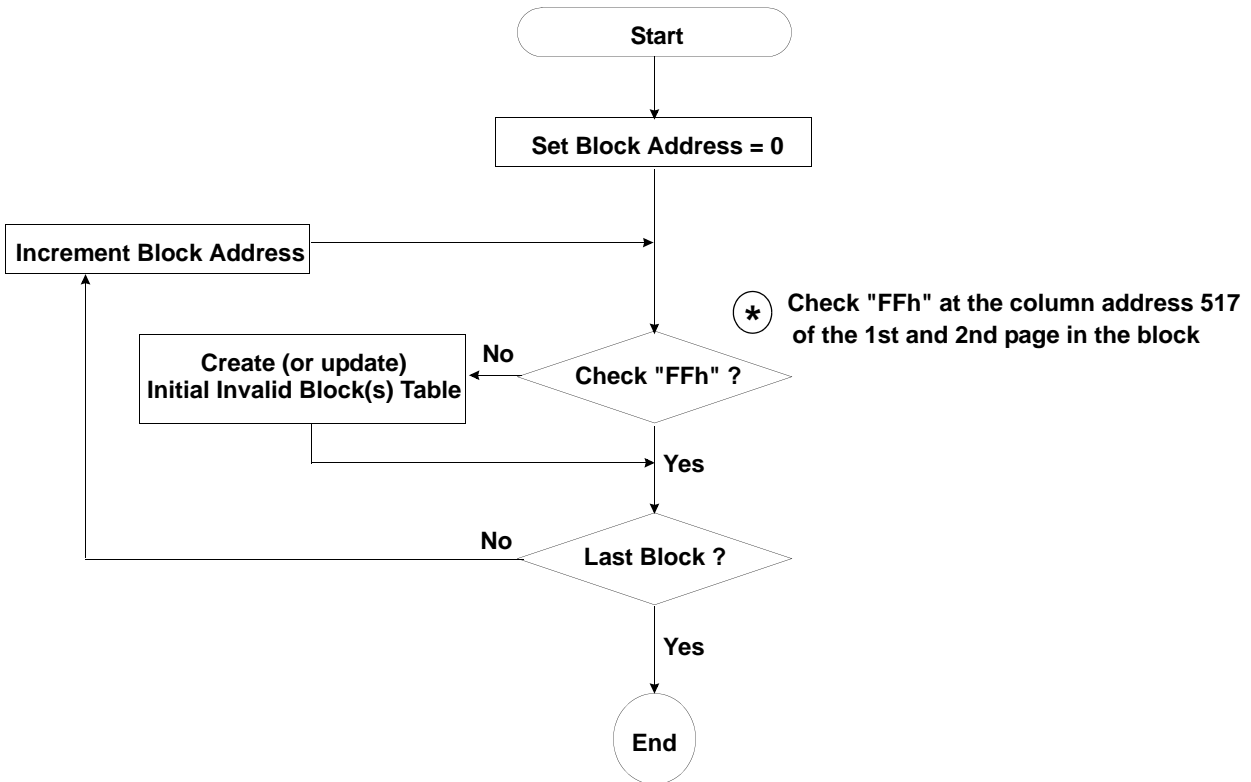 Start
Set Block Address = 0
Increment Block Address
* Check "FFh" at the column address 517
of the 1st and 2nd page in the block
Create (or update)
Initial Invalid Block(s) Table
No
Check "FFh" ?
Yes
No
Last Block ?
Yes
End